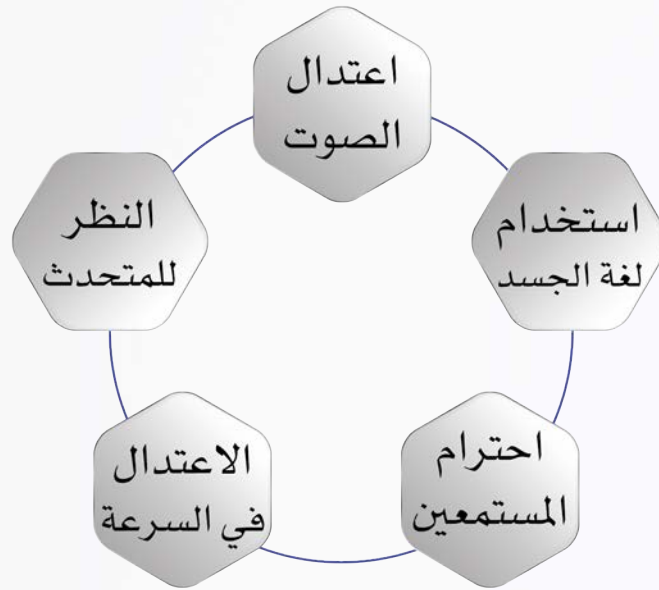 اعتدال
الصوت
استخدام
لغة الجسد
احترام
المستمعين
الاعتدال
في السرعة
النظر
للمتحدث